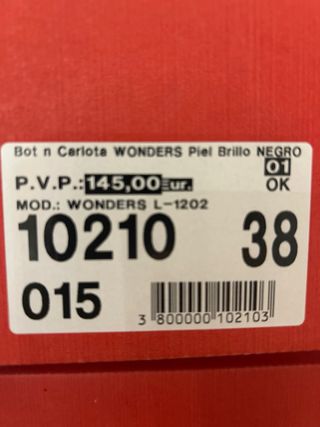 Bot n Carlota WONDERS Piel Brillo NEGRO
01
P.V.P.: 145,00 Eur.
OK
MOD.: WONDERS L-1202
10210 38
015
3 800000 102103